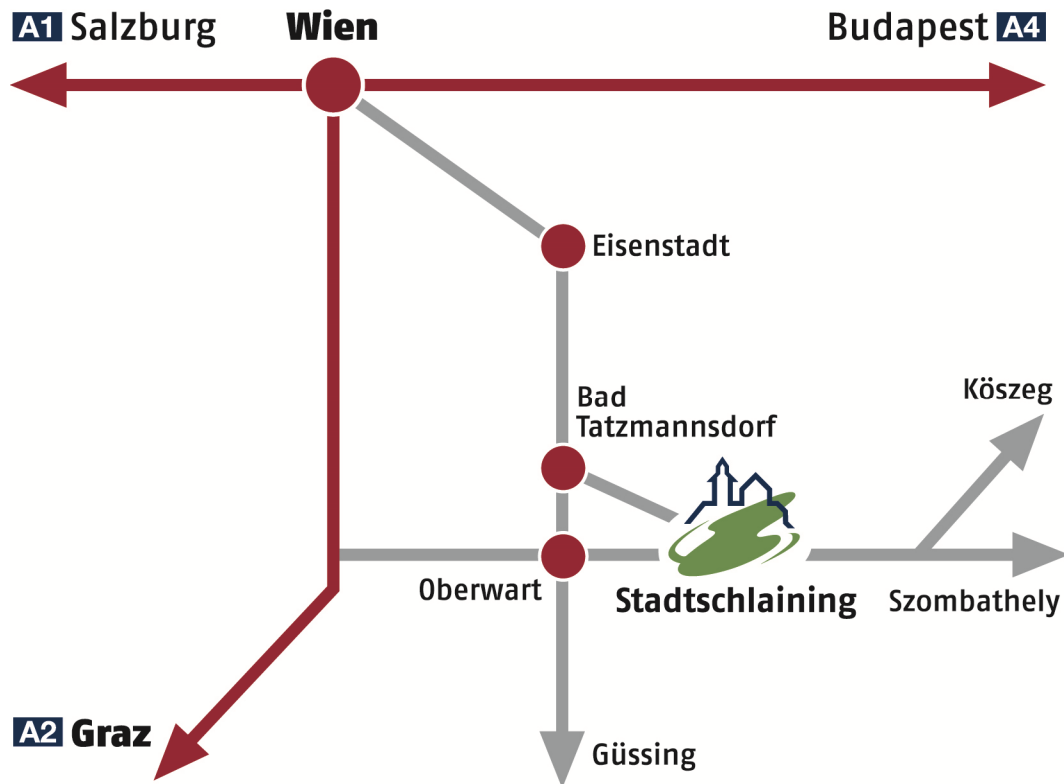 A1 Salzburg
Wien
Budapest A4
Eisenstadt
Köszeg
Bad
Tatzmannsdorf
Oberwart
Stadtschlaining
Szombathely
A2 Graz
Güssing